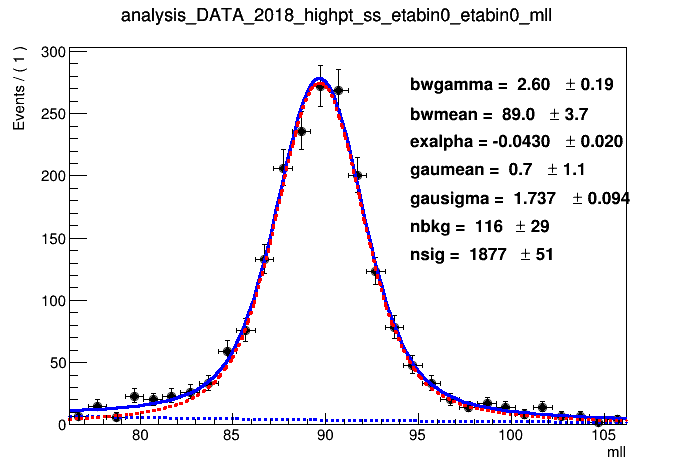 analysis_DATA_2018_highpt_ss_etabin0_etabin0_mll
Events / ( 1 )
300
250
200
150
100
50
0
bwgamma = 2.60 ± 0.19
bwmean = 89.0 ± 3.7
exalpha = -0.0430 ± 0.020
gaumean = 0.7 ± 1.1
gausigma = 1.737 ± 0.094
nbkg = 116 ± 29
nsig = 1877 ± 51
80 85 90 95 100 105
mll